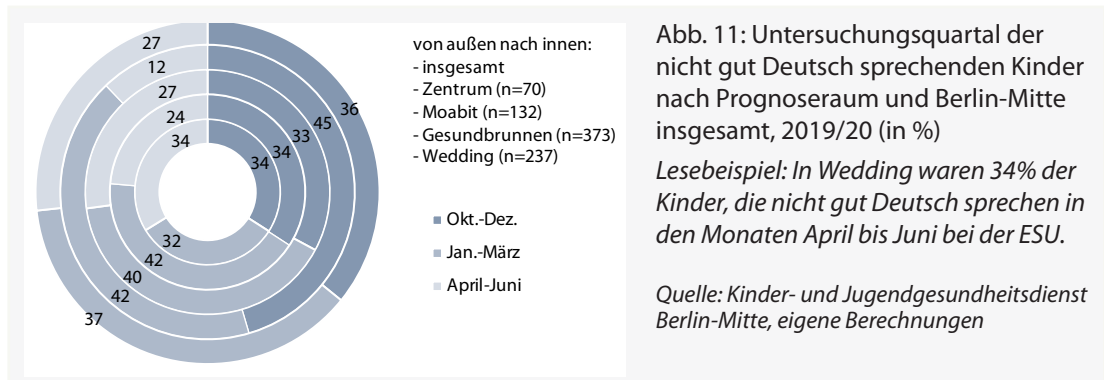 27
12
27
24
34
36
45
33
34
34
32
42
40
42
37
von außen nach innen:
- insgesamt
- Zentrum (n=70)
- Moabit (n=132)
- Gesundbrunnen (n=373)
- Wedding (n=237)
Okt.-Dez.
Jan.-März
April-Juni
Abb. 11: Untersuchungsquartal der
nicht gut Deutsch sprechenden Kinder
nach Prognoseraum und Berlin-Mitte
insgesamt, 2019/20 (in %)
Lesebeispiel: In Wedding waren 34% der
Kinder, die nicht gut Deutsch sprechen in
den Monaten April bis Juni bei der ESU.
Quelle: Kinder- und Jugendgesundheitsdienst
Berlin-Mitte, eigene Berechnungen